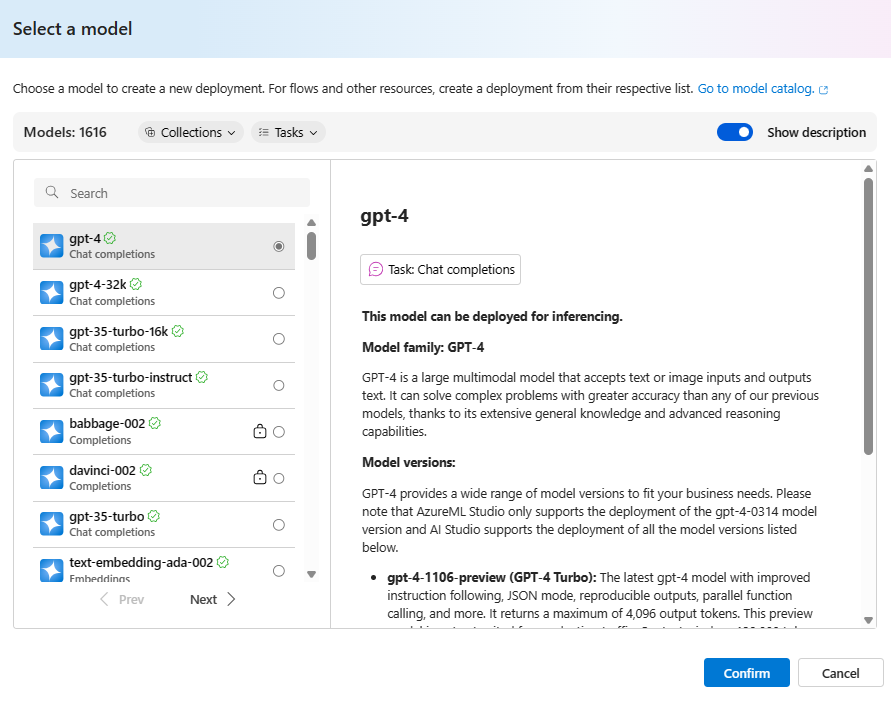 Select a model
Choose a model to create a new deployment. For flows and other resources, create a deployment from their respective list. Go to model catalog.
Models: 1616
Collections
Tasks
Show description
Search
gpt-4
Chat completions
gpt-4-32k
Chat completions
gpt-35-turbo-16k
Chat completions
gpt-35-turbo-instruct
Chat completions
babbage-002
Completions
davinci-002
Completions
gpt-35-turbo
Chat completions
text-embedding-ada-002
Embeddings
Prev
Next
gpt-4
Task: Chat completions
This model can be deployed for inferencing.
Model family: GPT-4
GPT-4 is a large multimodal model that accepts text or image inputs and outputs
text. It can solve complex problems with greater accuracy than any of our previous
models, thanks to its extensive general knowledge and advanced reasoning
capabilities.
Model versions:
GPT-4 provides a wide range of model versions to fit your business needs. Please
note that AzureML Studio only supports the deployment of the gpt-4-0314 model
version and AI Studio supports the deployment of all the model versions listed
below.
• gpt-4-1106-preview (GPT-4 Turbo): The latest gpt-4 model with improved
instruction following, JSON mode, reproducible outputs, parallel function
calling, and more. It returns a maximum of 4,096 output tokens. This preview
Confirm
Cancel